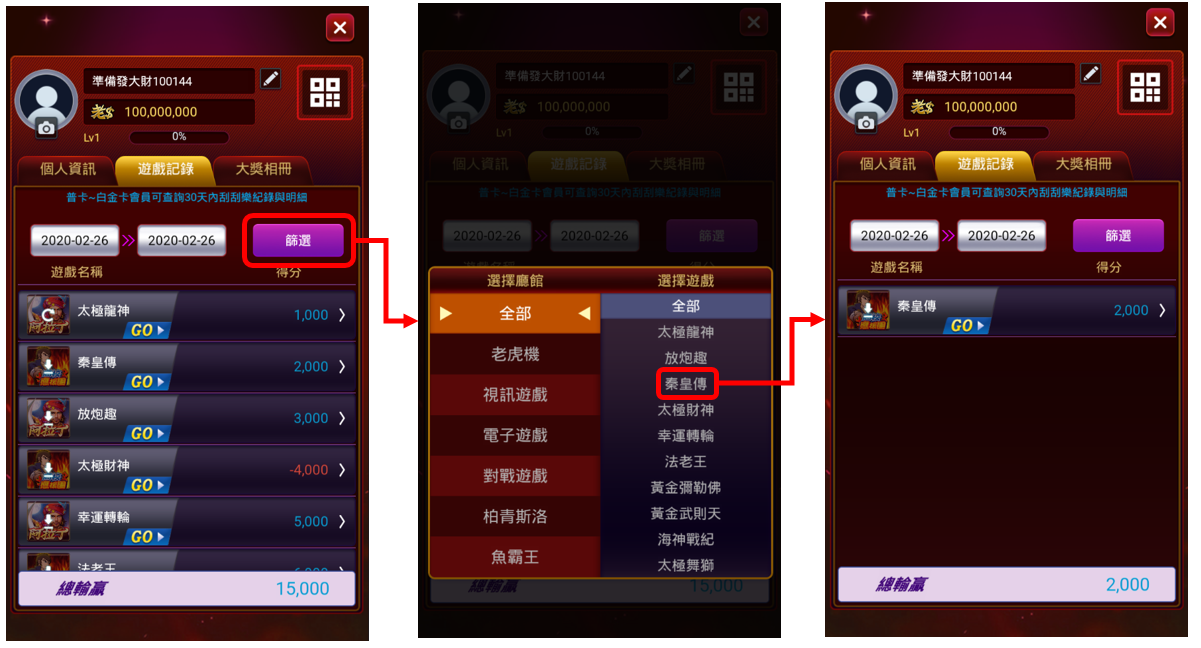 準備發大財100144
老$ 100,000,000
Lv1 0%
個人資訊 遊戲記錄 大獎相冊
普卡~白金卡會員可查詢30天內刮刮樂紀錄與明細
2020-02-26 » 2020-02-26 篩選
遊戲名稱 得分
太極龍神 GO 1,000
阿拉丁
秦皇傳 GO 2,000
放炮趣 GO 3,000
阿拉丁
太極財神 GO -4,000
幸運轉輪 GO 5,000
阿拉丁
法老王 6,000
總輸贏 15,000
準備發大財100144
老$ 100,000,000
Lv1 0%
個人資訊 遊戲記錄 大獎相冊
普卡~白金卡會員可查詢30天內刮刮樂紀錄與明細
2020-02-26 » 2020-02-26 篩選
選擇廳館 選擇遊戲
全部
老虎機
視訊遊戲
電子遊戲
對戰遊戲
柏青斯洛
魚霸王
全部
太極龍神
放炮趣
秦皇傳
太極財神
幸運轉輪
法老王
黃金彌勒佛
黃金武則天
海神戰紀
太極舞獅
總輸贏 15,000
準備發大財100144
老$ 100,000,000
Lv1 0%
個人資訊 遊戲記錄 大獎相冊
普卡~白金卡會員可查詢30天內刮刮樂紀錄與明細
2020-02-26 » 2020-02-26 篩選
遊戲名稱 得分
秦皇傳 GO 2,000
總輸贏 2,000